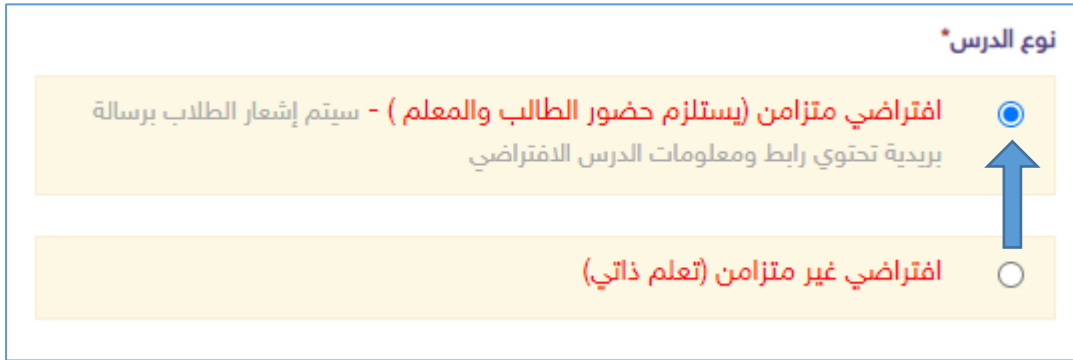 نوع الدرس*
افتراضي متزامن (يستلزم حضور الطالب والمعلم ) - سيتم إشعار الطلاب برسالة
بريدية تحتوي رابط ومعلومات الدرس الافتراضي
افتراضي غير متزامن (تعلم ذاتي)